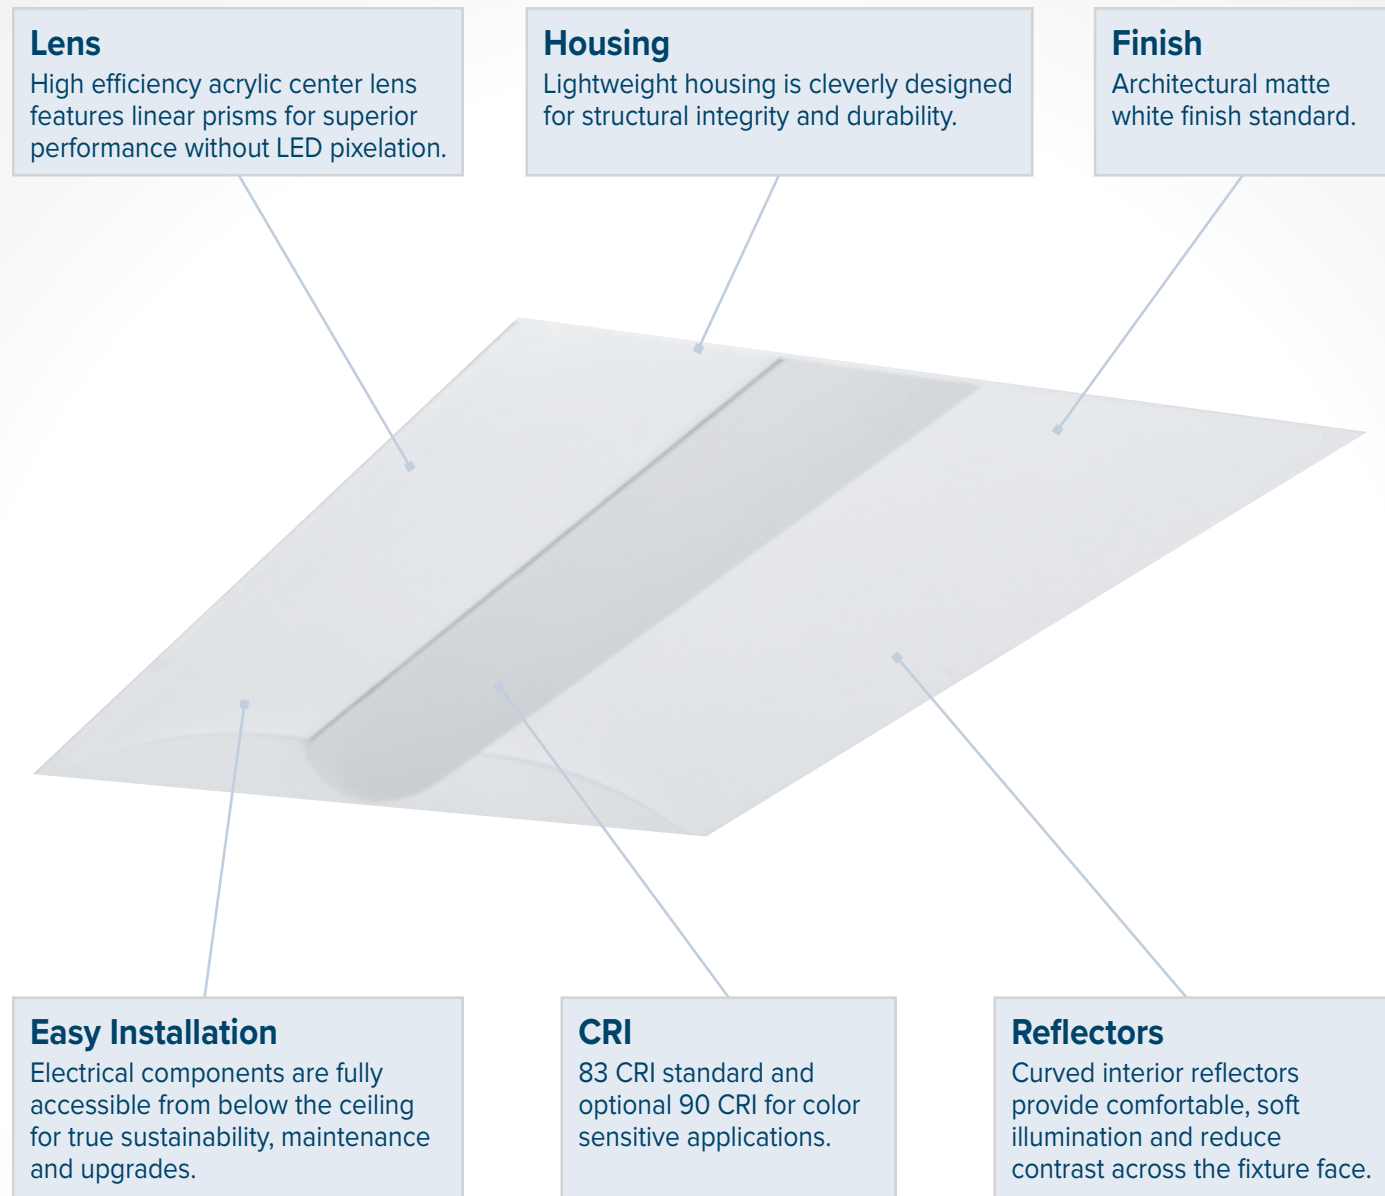 Lens
High efficiency acrylic center lens
features linear prisms for superior
performance without LED pixelation.
Housing
Lightweight housing is cleverly designed
for structural integrity and durability.
Finish
Architectural matte
white finish standard.
Easy Installation
Electrical components are fully
accessible from below the ceiling
for true sustainability, maintenance
and upgrades.
CRI
83 CRI standard and
optional 90 CRI for color
sensitive applications.
Reflectors
Curved interior reflectors
provide comfortable, soft
illumination and reduce
contrast across the fixture face.